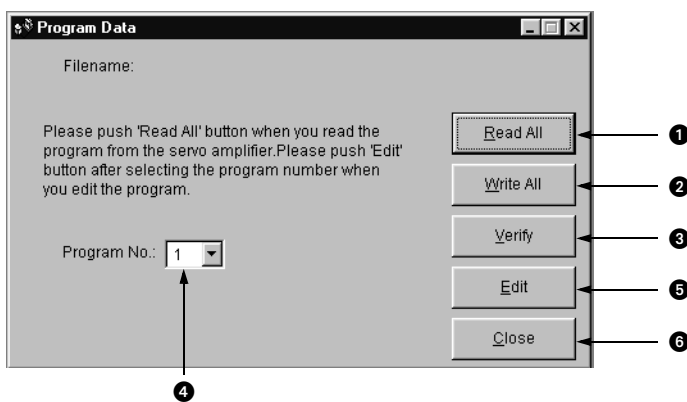 Program Data
Filename:
Please push 'Read All' button when you read the
program from the servo amplifier.Please push 'Edit'
button after selecting the program number when
you edit the program.
Program No.: 1
Read All
Write All
Verify
Edit
Close
1
2
3
5
6
4